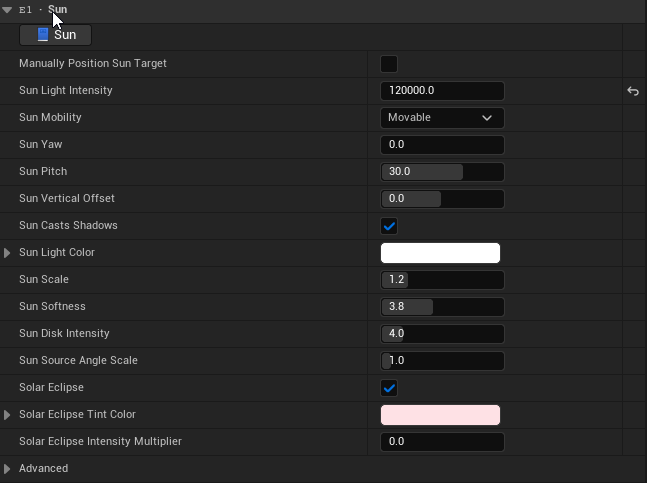 E1 · Sun
Sun
Manually Position Sun Target
Sun Light Intensity 120000.0
Sun Mobility Movable
Sun Yaw 0.0
Sun Pitch 30.0
Sun Vertical Offset 0.0
Sun Casts Shadows
Sun Light Color
Sun Scale 1.2
Sun Softness 3.8
Sun Disk Intensity 4.0
Sun Source Angle Scale 1.0
Solar Eclipse
Solar Eclipse Tint Color
Solar Eclipse Intensity Multiplier 0.0
Advanced